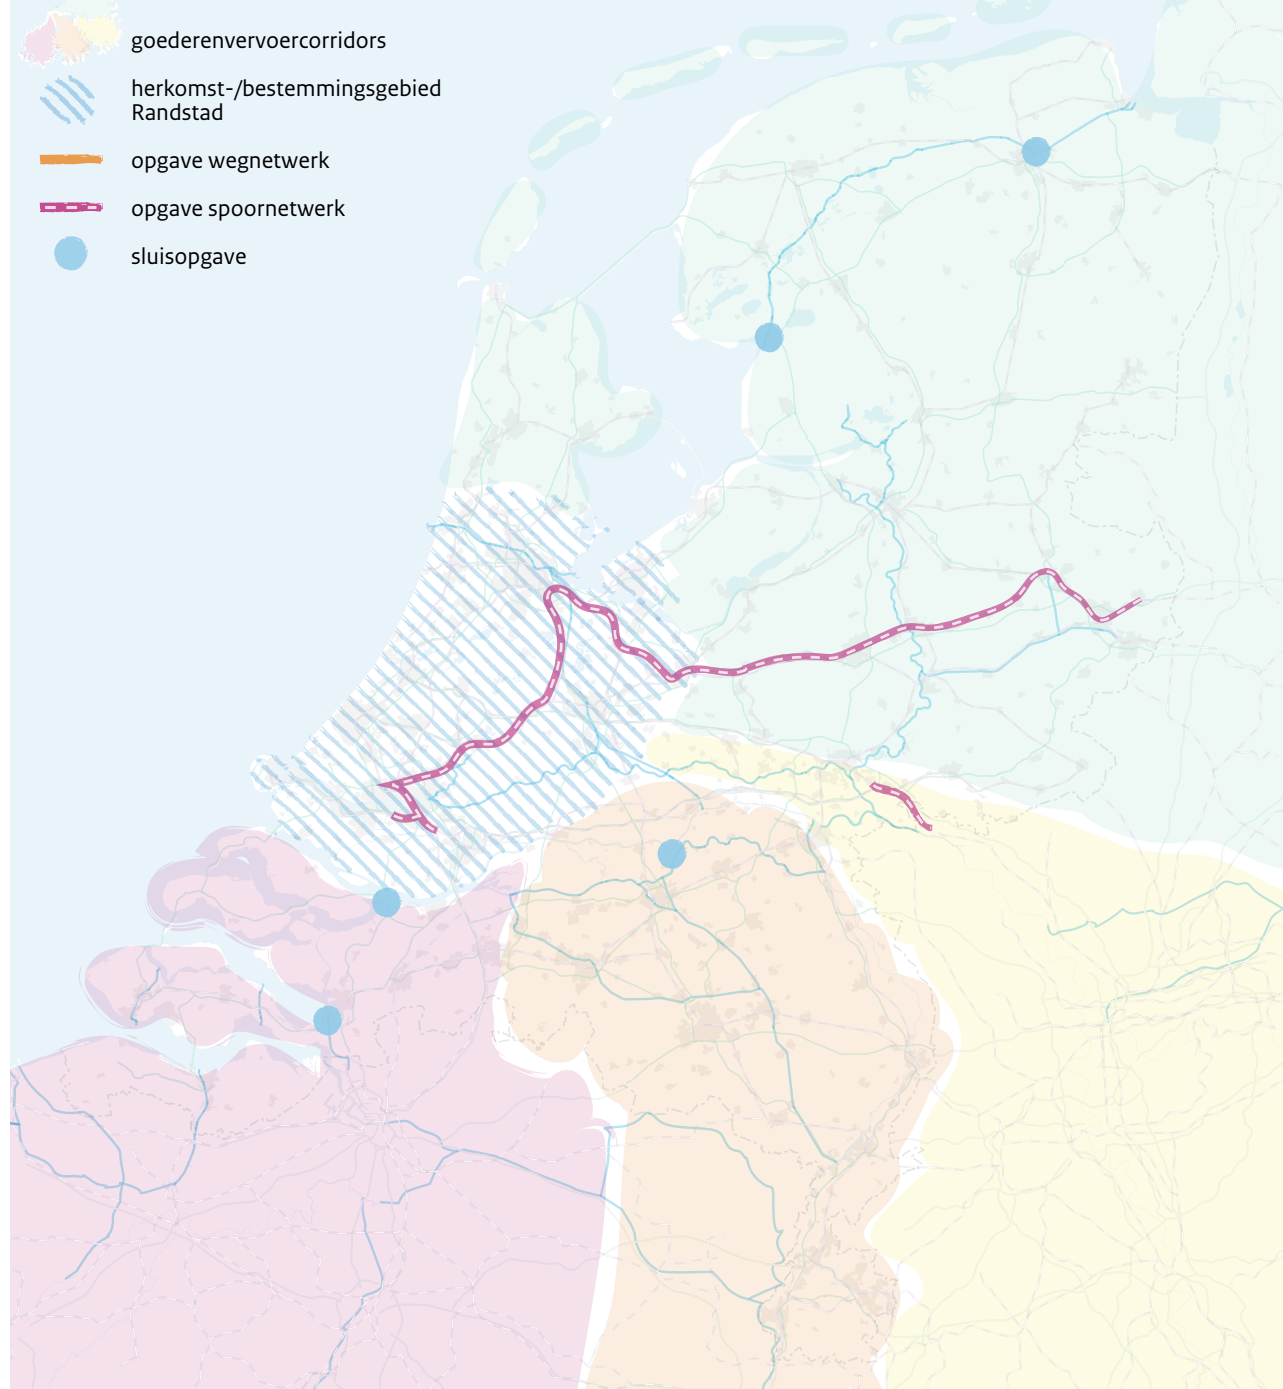 goederenvervoercorridors
herkomst-/bestemmingsgebied
Randstad
opgave wegnetwerk
opgave spoornetwerk
sluisopgave